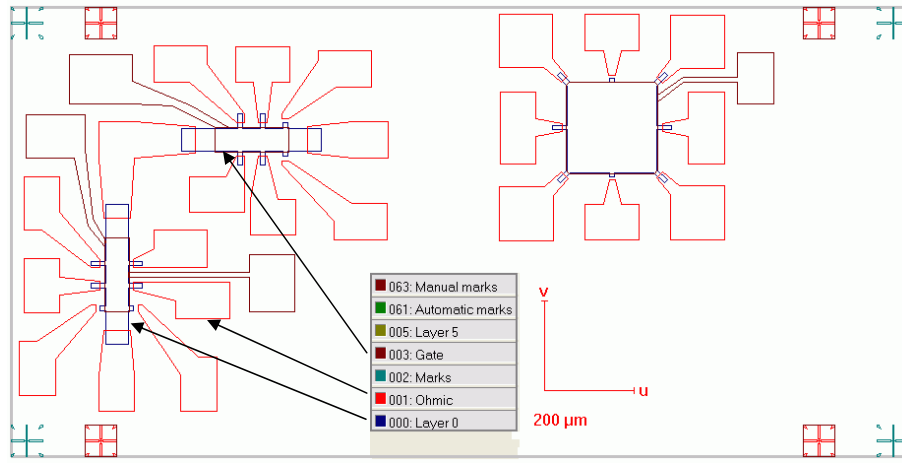 063: Manual marks
061: Automatic marks
005: Layer 5
003: Gate
002: Marks
001: Ohmic
000: Layer 0
v
u
200 µm